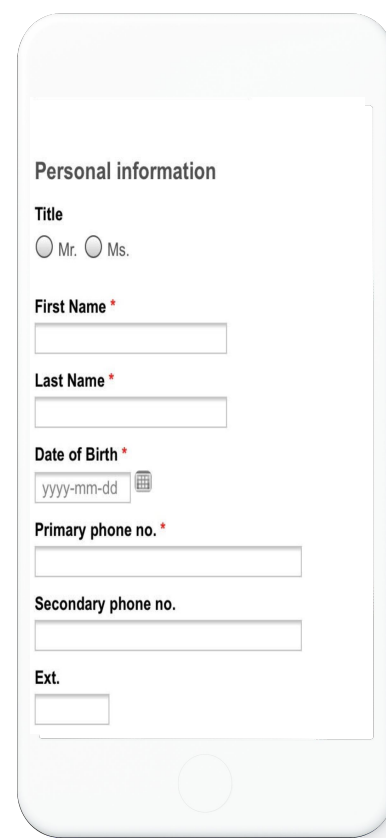 Personal information
Title
Mr. Ms.
First Name *
Last Name *
Date of Birth *
yyyy-mm-dd
Primary phone no. *
Secondary phone no.
Ext.